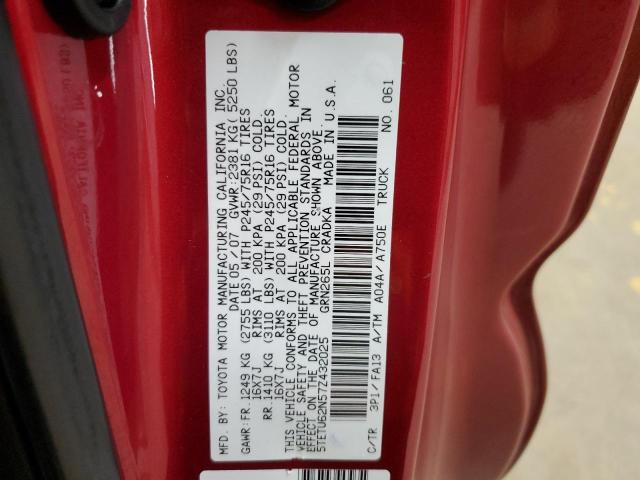 MFD. BY: TOYOTA MOTOR MANUFACTURING CALIFORNIA INC.
DATE 05/07 GVWR:2381 KG( 5250 LBS)
GAWR:FR.1249 KG (2755 LBS) WITH P245/75R16 TIRES
16X7J RIMS AT 200 KPA (29 PSI) COLD.
RR.1410 KG (3110 LBS) WITH P245/75R16 TIRES
16X7J RIMS AT 200 KPA (29 PSI) COLD.
THIS VEHICLE CONFORMS TO ALL APPLICABLE FEDERAL MOTOR
VEHICLE SAFETY AND THEFT PREVENTION STANDARDS IN
EFFECT ON THE DATE OF MANUFACTURE SHOWN ABOVE.
5TETU62N57Z432025 GRN265L CRADKA U.S.A.
C/TR 3P1/FA13 A/TM A04A/A750E TRUCK
NO. 061